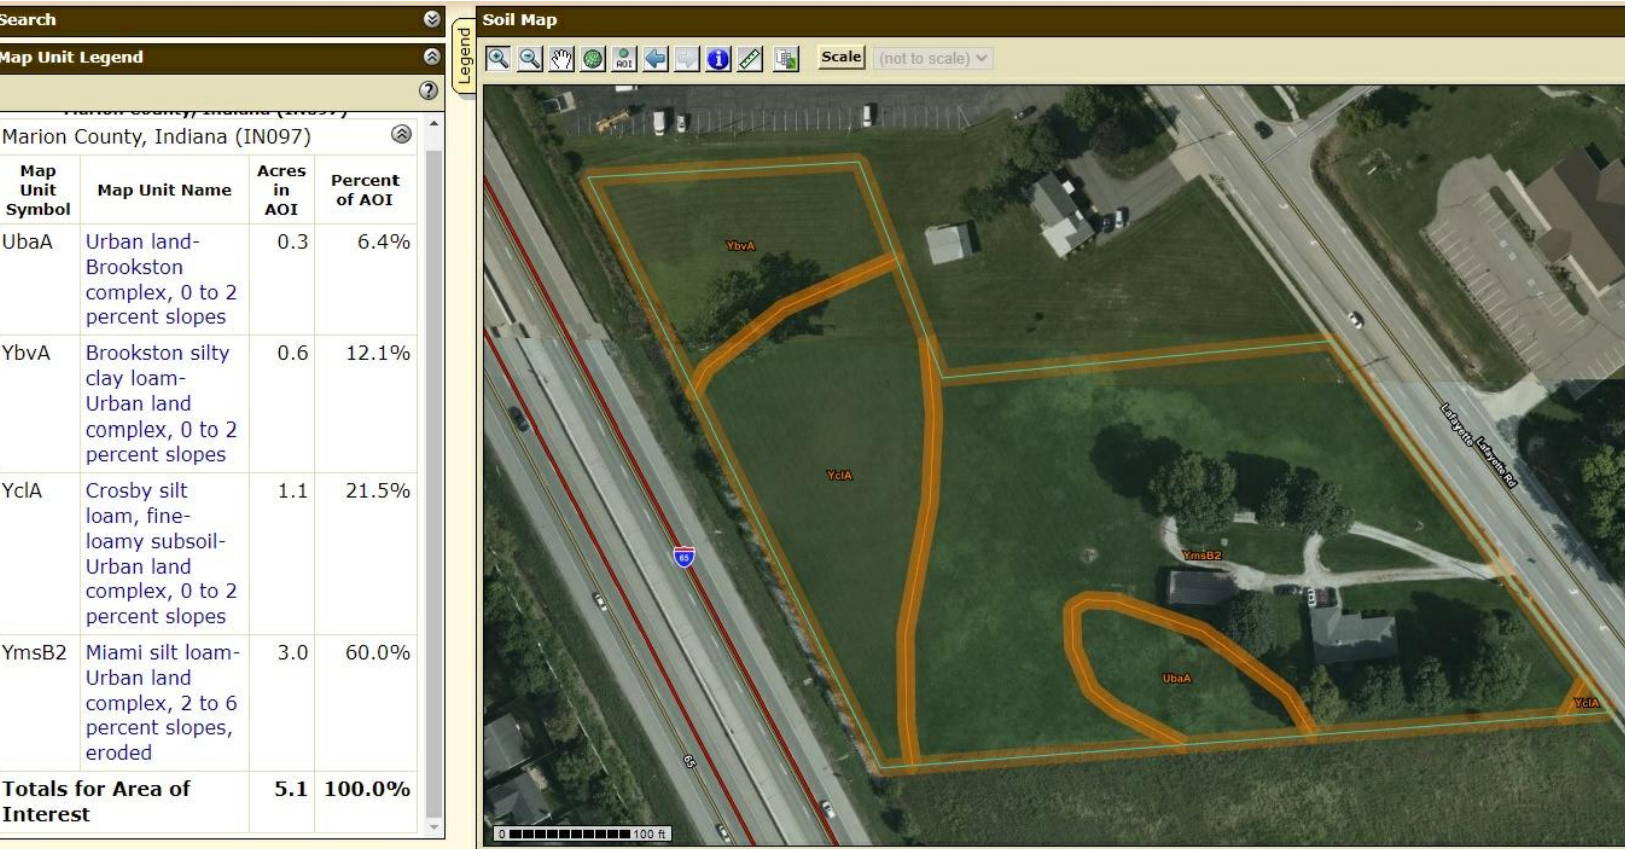 Search
Map Unit Legend
Marion County, Indiana (IN097)
Marion County, Indiana (IN097)
Map Unit Symbol
Map Unit Name
Acres in AOI
Percent of AOI
UbaA
Urban land-
Brookston
complex, 0 to 2
percent slopes
0.3
6.4%
YbvA
Brookston silty
clay loam-
Urban land
complex, 0 to 2
percent slopes
0.6
12.1%
YclA
Crosby silt
loam, fine-
loamy subsoil-
Urban land
complex, 0 to 2
percent slopes
1.1
21.5%
YmsB2
Miami silt loam-
Urban land
complex, 2 to 6
percent slopes,
eroded
3.0
60.0%
Totals for Area of
Interest
5.1
100.0%
Legend
Soil Map
AOI
Scale
(not to scale)
YbvA
YclA
YmsB2
UbaA
YclA
Lafayette
Lafayette Rd
65
65
0
100 ft